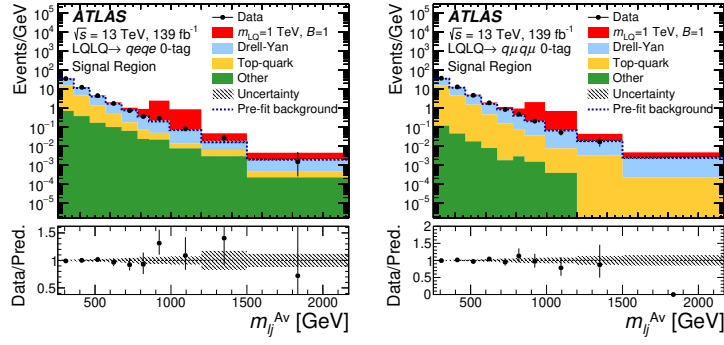 ATLAS
√s = 13 TeV, 139 fb⁻¹
LQLQ→ qeqe 0-tag
Signal Region
Data
m_LQ=1 TeV, B=1
Drell-Yan
Top-quark
Other
Uncertainty
Pre-fit background
Events/GeV
10⁵
10⁴
10³
10²
10
1
10⁻¹
10⁻²
10⁻³
10⁻⁴
10⁻⁵
Data/Pred.
1.5
1
0.5
500 1000 1500 2000
m_lj^Av [GeV]
ATLAS
√s = 13 TeV, 139 fb⁻¹
LQLQ→ qμqμ 0-tag
Signal Region
Data
m_LQ=1 TeV, B=1
Drell-Yan
Top-quark
Other
Uncertainty
Pre-fit background
Events/GeV
10⁵
10⁴
10³
10²
10
1
10⁻¹
10⁻²
10⁻³
10⁻⁴
10⁻⁵
Data/Pred.
2
1.5
1
0.5
0
500 1000 1500 2000
m_lj^Av [GeV]